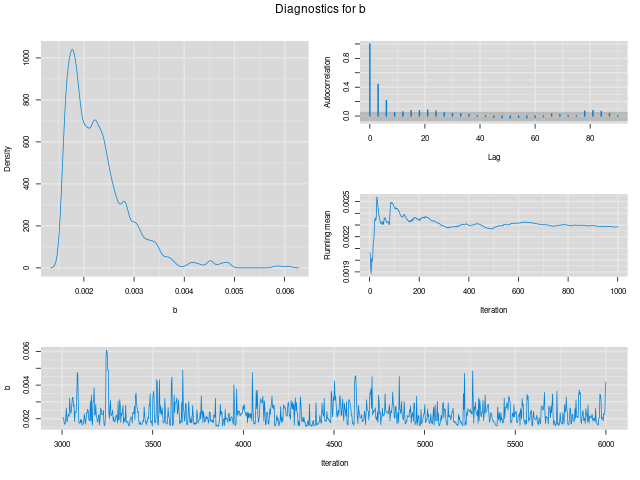 Diagnostics for b
Density
0 200 400 600 800 1000
0.002 0.003 0.004 0.005 0.006
b
Autocorrelation
0.0 0.4 0.8
0 20 40 60 80
Lag
Running mean
0.0019 0.0022 0.0025
0 200 400 600 800 1000
Iteration
b
0.002 0.004 0.006
3000 3500 4000 4500 5000 5500 6000
Iteration